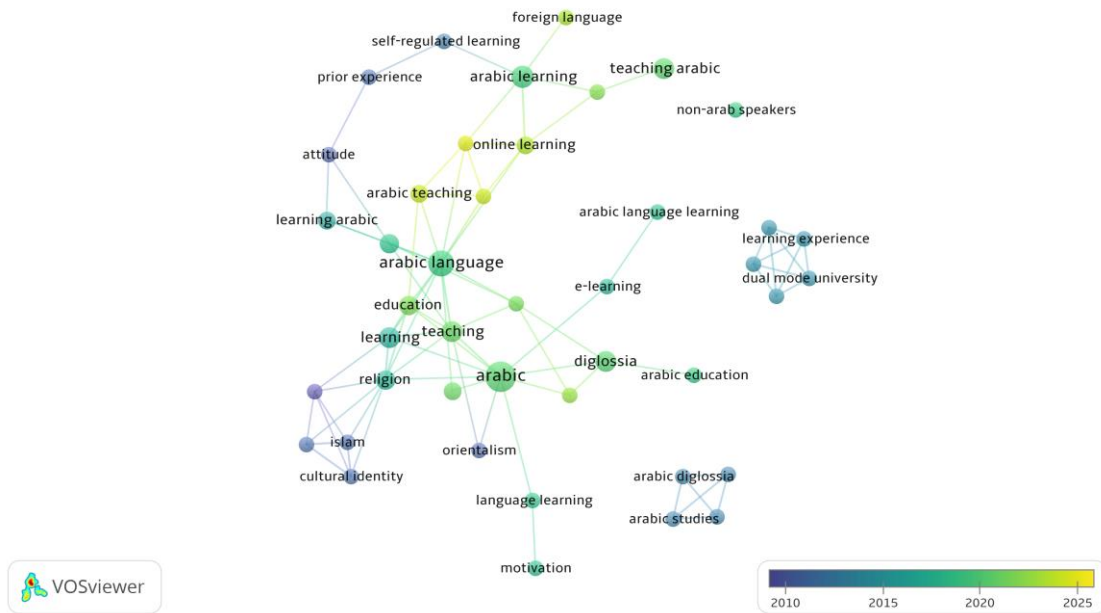 foreign language
self-regulated learning
arabic learning
teaching arabic
prior experience
non-arab speakers
online learning
attitude
arabic teaching
arabic language learning
learning arabic
learning experience
arabic language
dual mode university
e-learning
education
teaching
learning
diglossia
arabic
arabic education
religion
islam
orientalism
cultural identity
arabic diglossia
language learning
arabic studies
motivation
VOSviewer
2010 2015 2020 2025